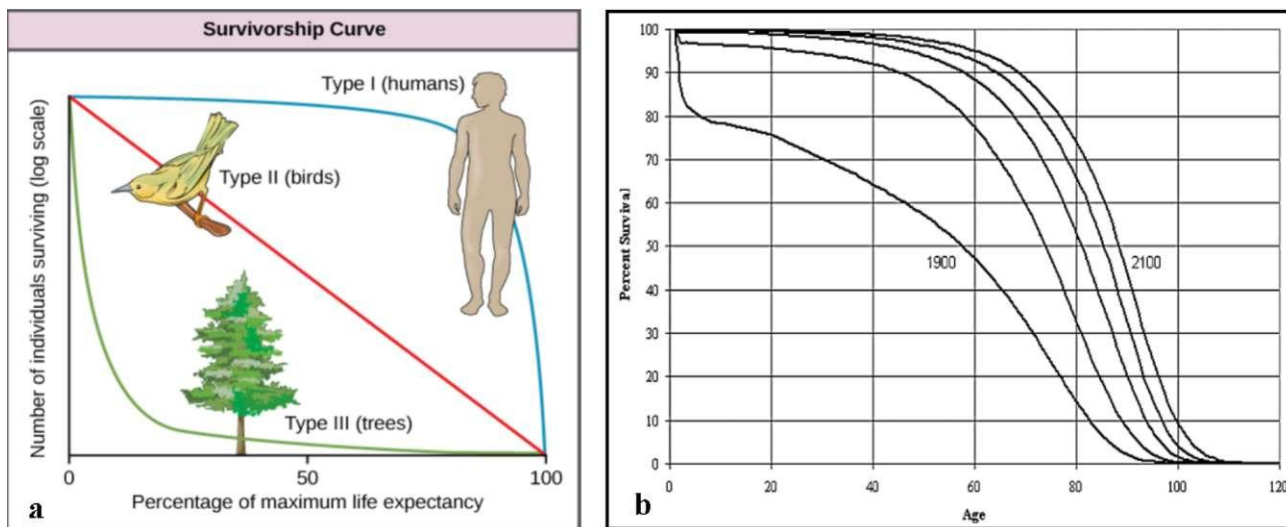 Survivorship Curve
Number of individuals surviving (log scale)
Type I (humans)
Type II (birds)
Type III (trees)
0
50
100
Percentage of maximum life expectancy
a
Percent Survival
100
90
80
70
60
50
40
30
20
10
0
1900
2100
0
20
40
60
80
100
120
Age
b